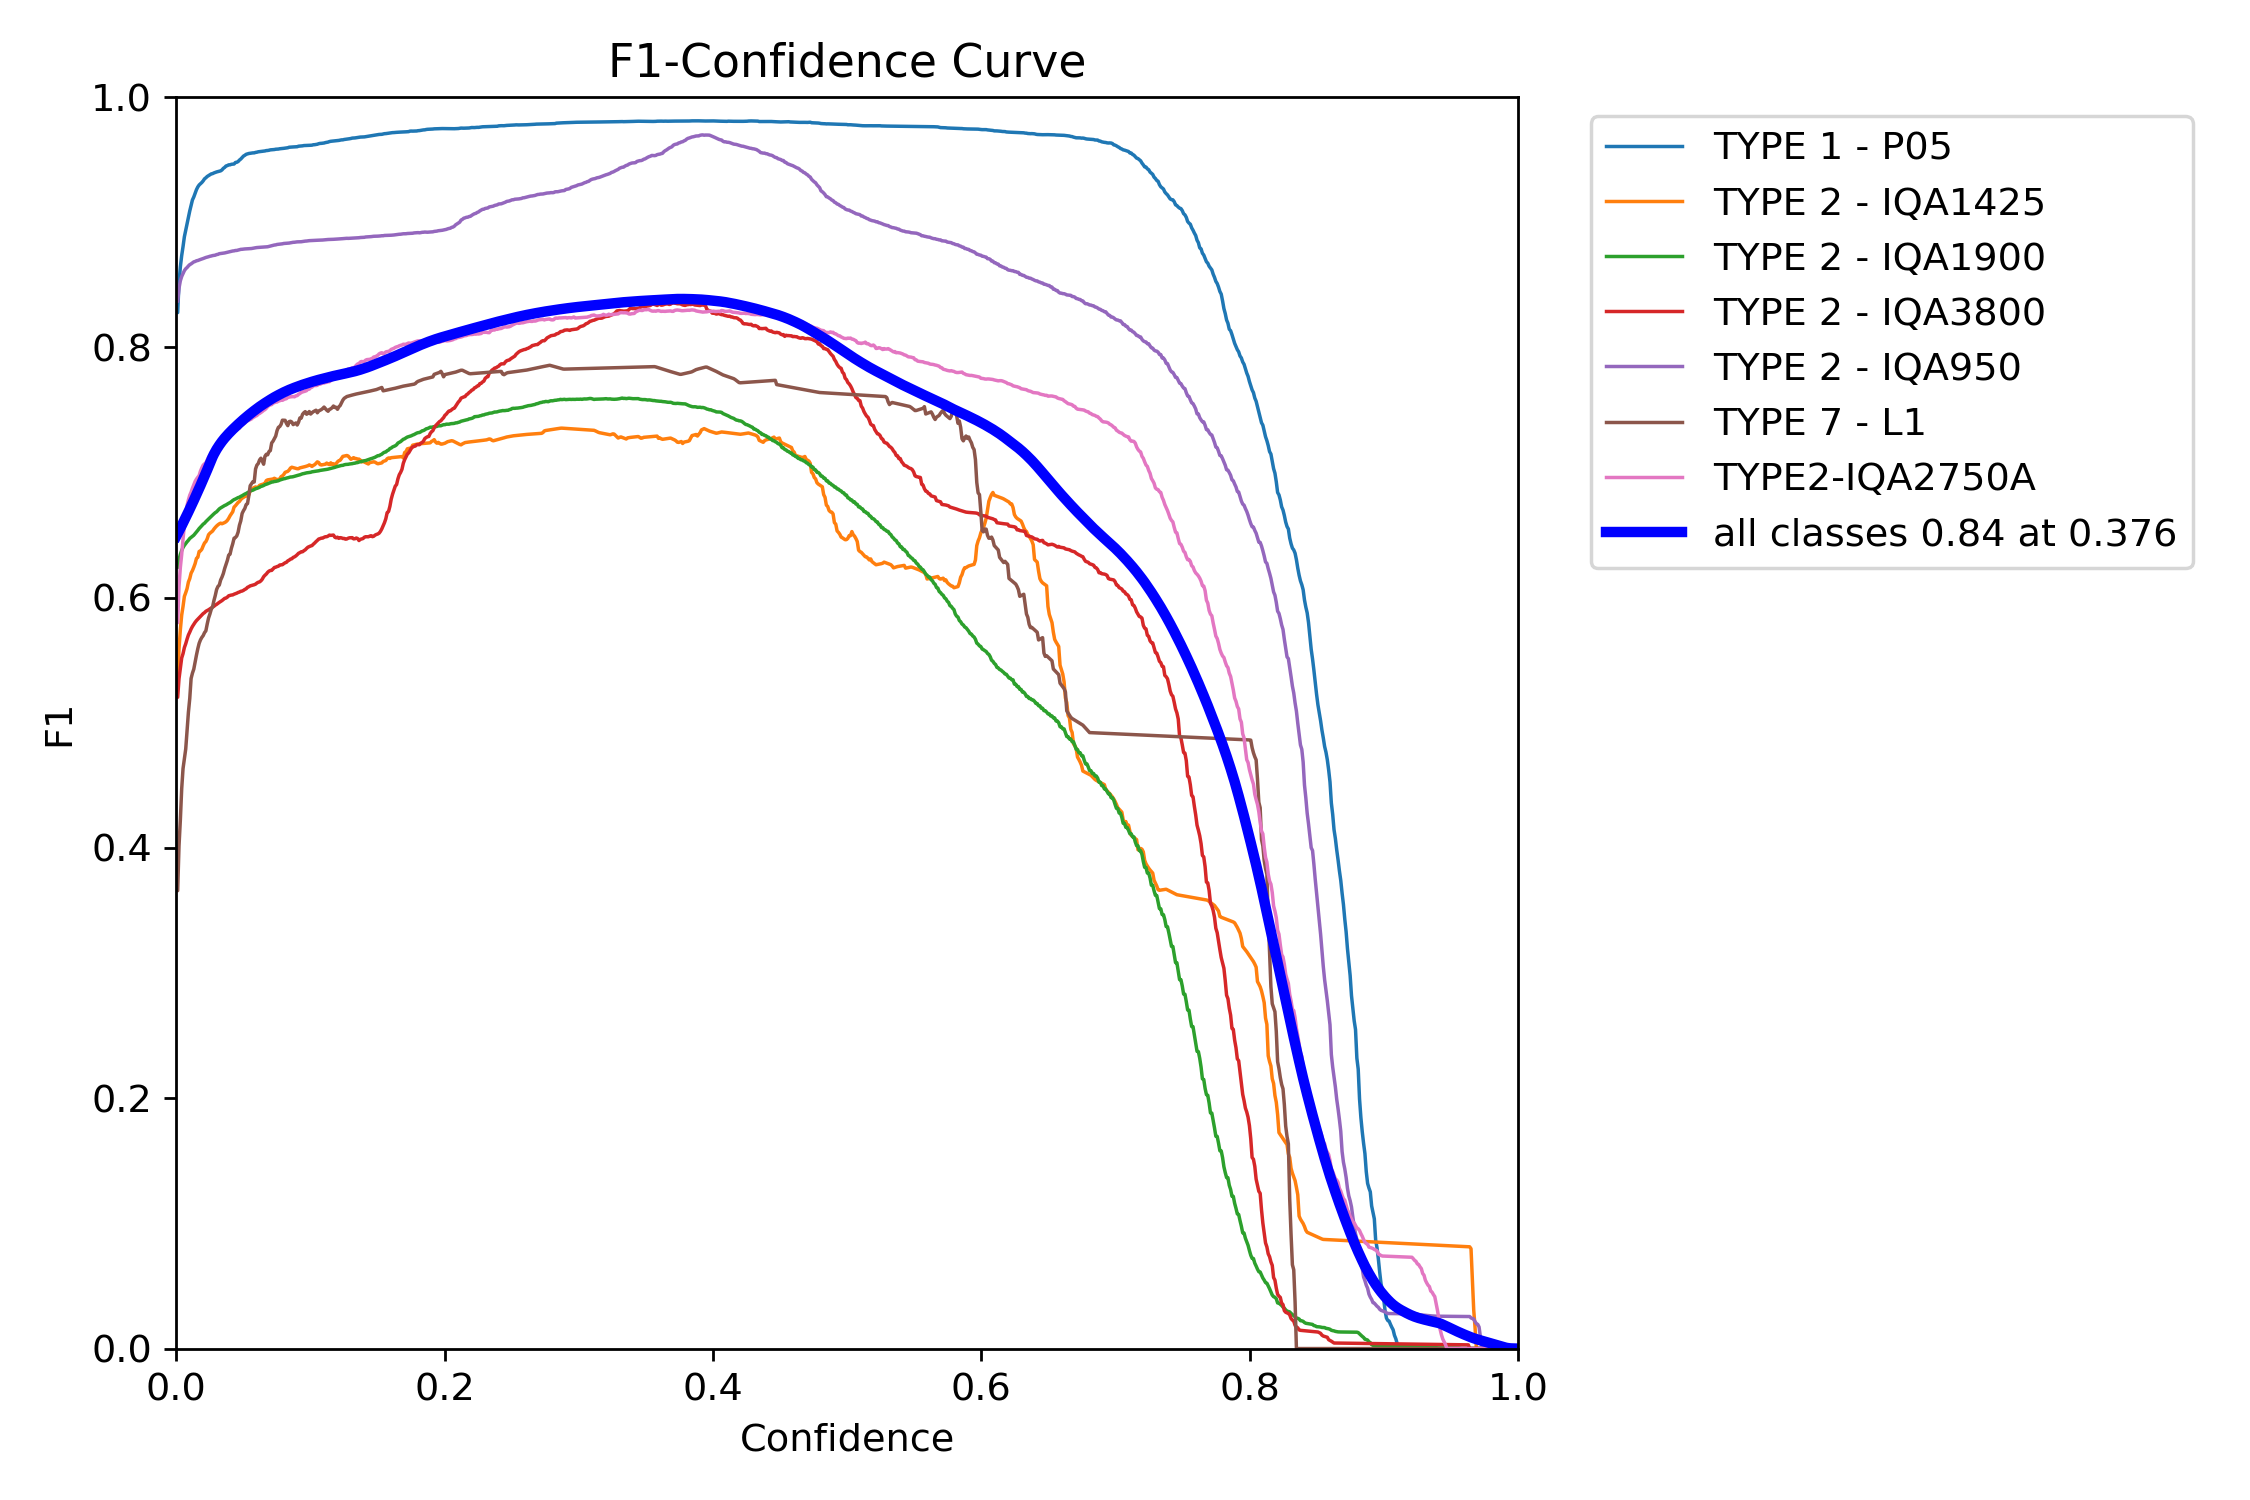 F1-Confidence Curve
1.0
0.8
0.6
0.4
0.2
0.0
F1
0.0 0.2 0.4 0.6 0.8 1.0
Confidence
TYPE 1 - P05
TYPE 2 - IQA1425
TYPE 2 - IQA1900
TYPE 2 - IQA3800
TYPE 2 - IQA950
TYPE 7 - L1
TYPE2-IQA2750A
all classes 0.84 at 0.376